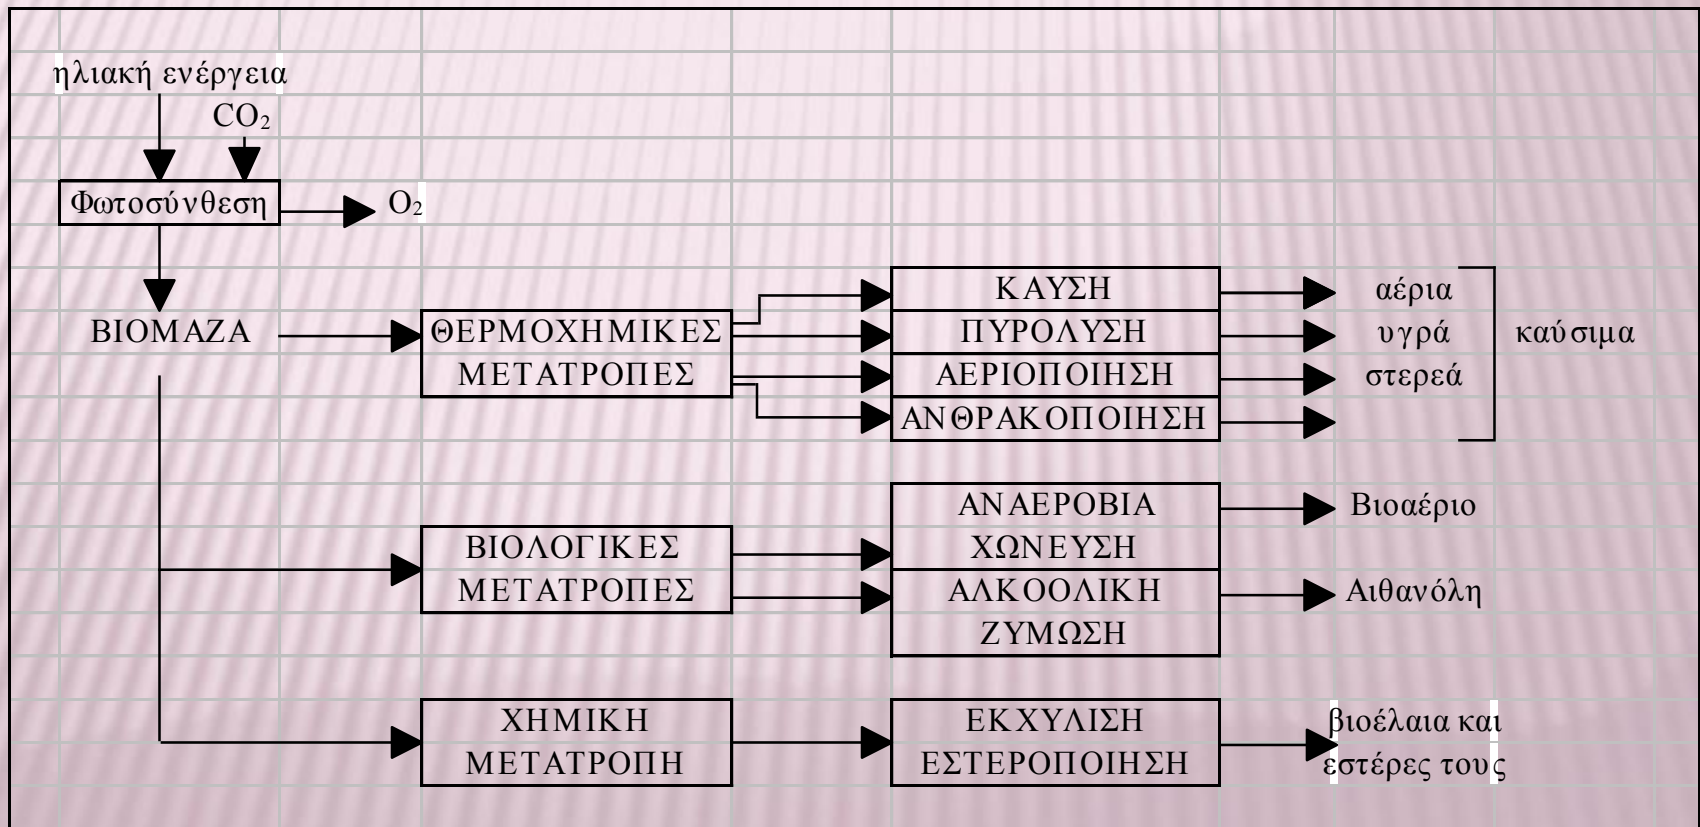 ηλιακή ενέργεια
CO₂
Φωτοσύνθεση
O₂
ΒΙΟΜΑΖΑ
ΘΕΡΜΟΧΗΜΙΚΕΣ
ΜΕΤΑΤΡΟΠΕΣ
ΚΑΥΣΗ
ΠΥΡΟΛΥΣΗ
ΑΕΡΙΟΠΟΙΗΣΗ
ΑΝΘΡΑΚΟΠΟΙΗΣΗ
αέρια
υγρά
στερεά
καύσιμα
ΒΙΟΛΟΓΙΚΕΣ
ΜΕΤΑΤΡΟΠΕΣ
ΑΝΑΕΡΟΒΙΑ
ΧΩΝΕΥΣΗ
Βιοαέριο
ΑΛΚΟΟΛΙΚΗ
ΖΥΜΩΣΗ
Αιθανόλη
ΧΗΜΙΚΗ
ΜΕΤΑΤΡΟΠΗ
ΕΚΧΥΛΙΣΗ
ΕΣΤΕΡΟΠΟΙΗΣΗ
βιοέλαια και
εστέρες τους